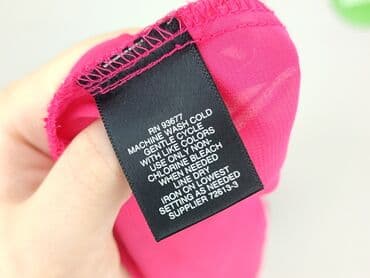 RN 93677
MACHINE WASH COLD
GENTLE CYCLE
WITH LIKE COLORS
USE ONLY NON-
CHLORINE BLEACH
WHEN NEEDED
LINE DRY
IRON ON LOWEST
SETTING AS NEEDED
SUPPLIER 72613-3